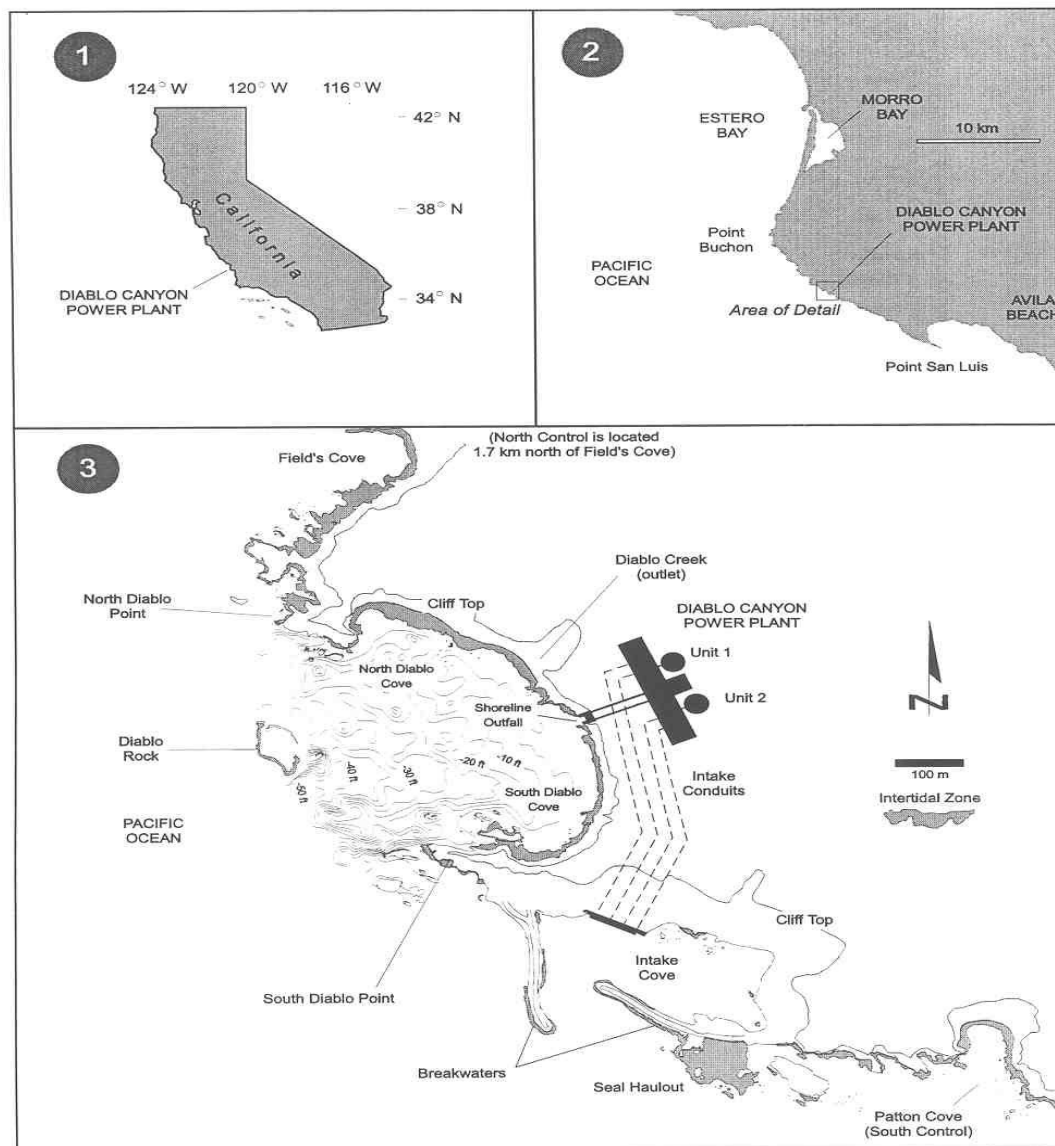 1
124° W 120° W 116° W
42° N
38° N
34° N
California
DIABLO CANYON
POWER PLANT
2
ESTERO
BAY
MORRO
BAY
10 km
DIABLO CANYON
POWER PLANT
Point
Buchon
PACIFIC
OCEAN
Area of Detail
AVILA
BEACH
Point San Luis
3
(North Control is located
1.7 km north of Field's Cove)
Field's Cove
Diablo Creek
(outlet)
North Diablo
Point
Cliff Top
DIABLO CANYON
POWER PLANT
Unit 1
Unit 2
North Diablo
Cove
Shoreline
Outfall
N
Diablo
Rock
-50 ft
-40 ft
-30 ft
-20 ft
-10 ft
South Diablo
Cove
Intake
Conduits
100 m
Intertidal Zone
PACIFIC
OCEAN
Cliff Top
Intake
Cove
South Diablo Point
Breakwaters
Seal Haulout
Patton Cove
(South Control)